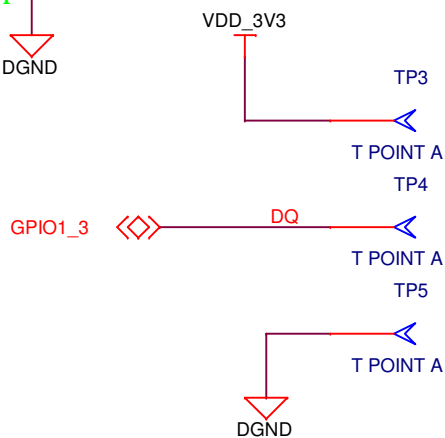 VDD_3V3
DGND
TP3
T POINT A
TP4
GPIO1_3
DQ
T POINT A
TP5
T POINT A
DGND